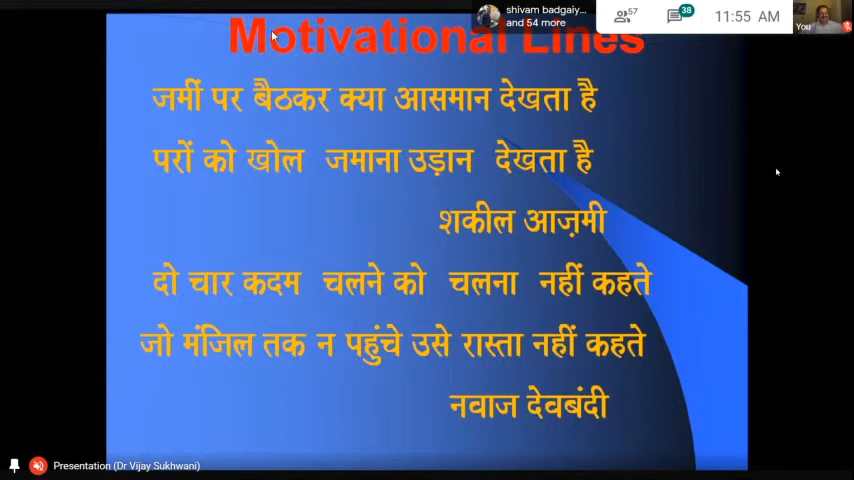 shivam badgaiy...
and 54 more
57
38
11:55 AM
You
Motivational Lines
जमीं पर बैठकर क्या आसमान देखता है
परों को खोल जमाना उड़ान देखता है
शकील आज़मी
दो चार कदम चलने को चलना नहीं कहते
जो मंजिल तक न पहुंचे उसे रास्ता नहीं कहते
नवाज देवबंदी
Presentation (Dr Vijay Sukhwani)